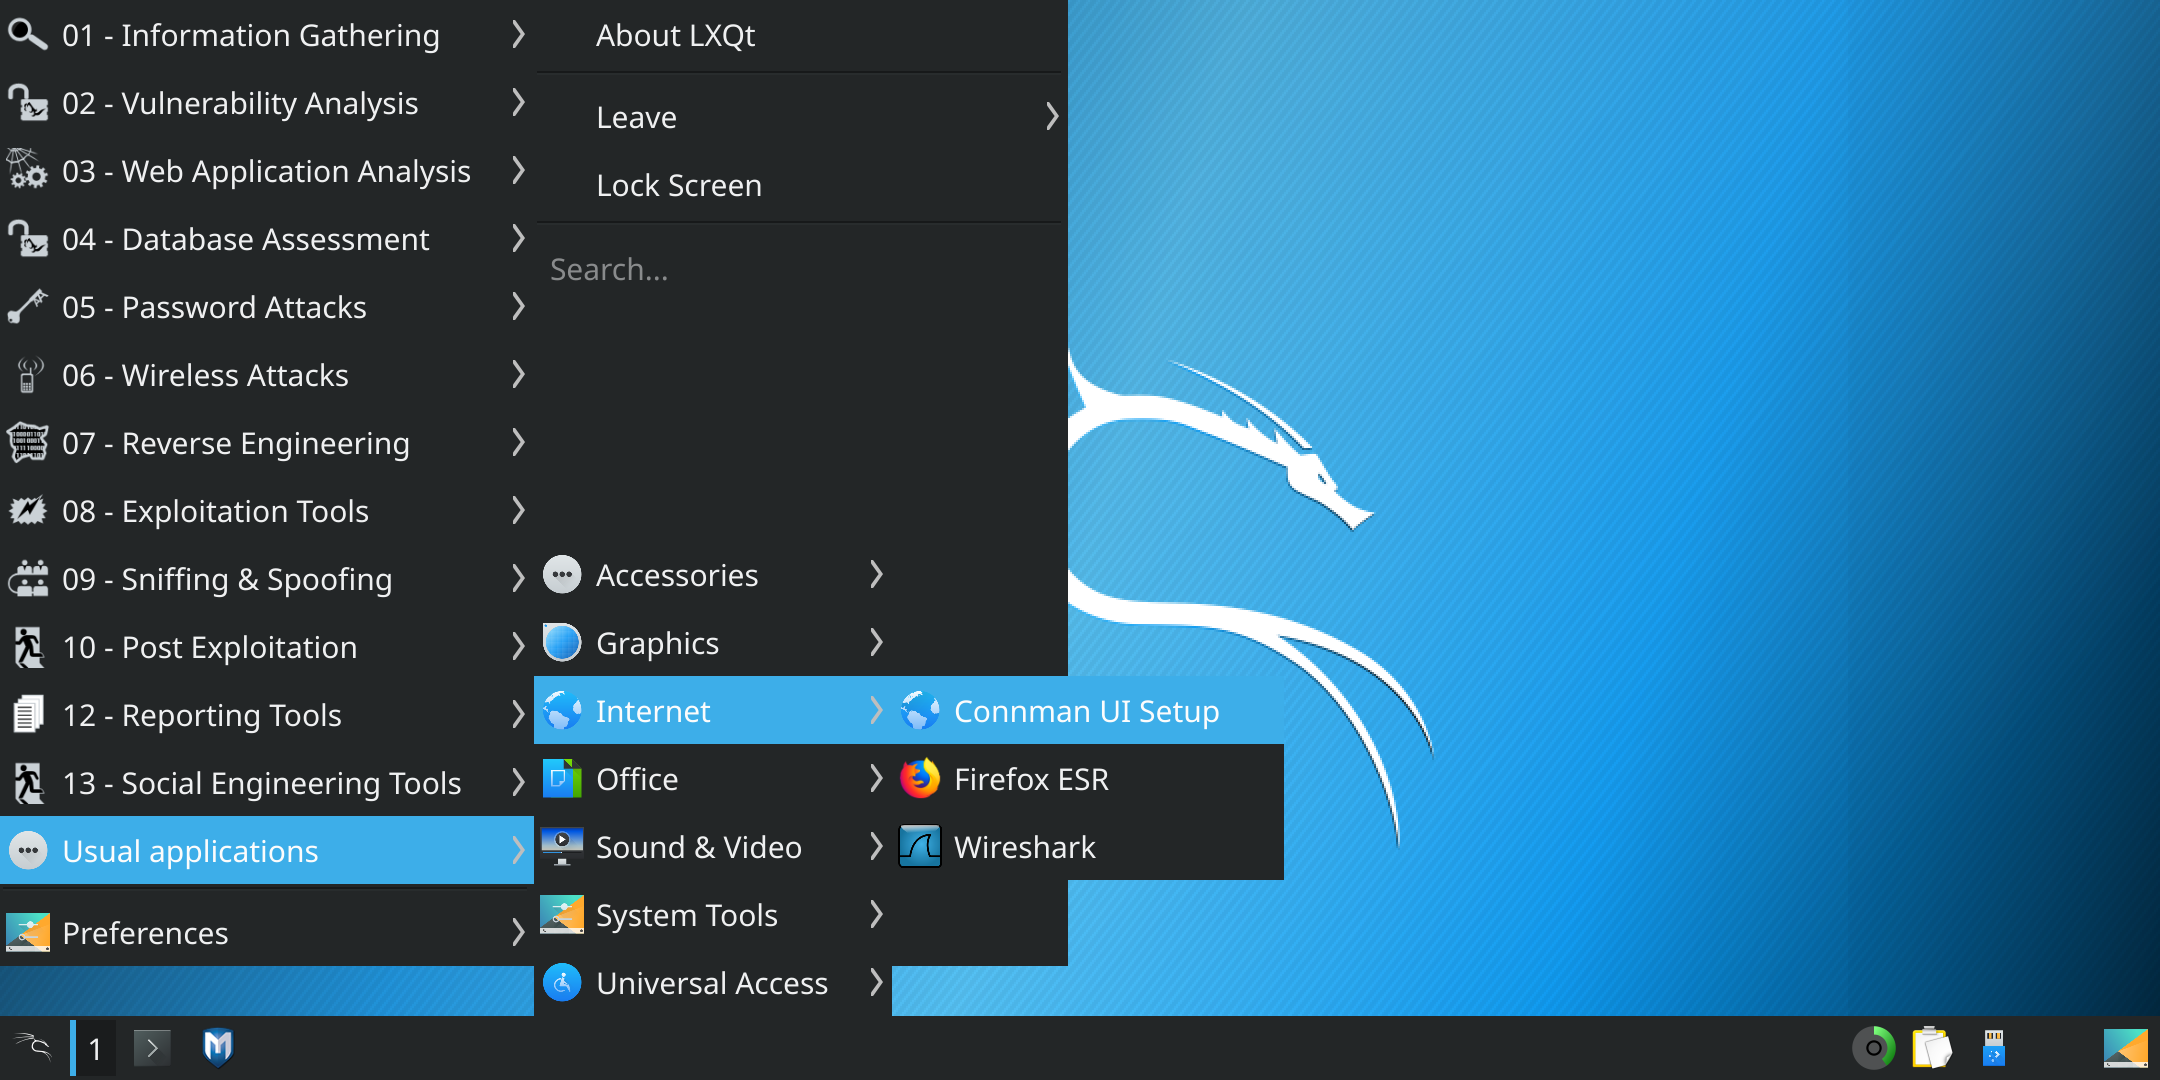 01 - Information Gathering
02 - Vulnerability Analysis
03 - Web Application Analysis
04 - Database Assessment
05 - Password Attacks
06 - Wireless Attacks
07 - Reverse Engineering
08 - Exploitation Tools
09 - Sniffing & Spoofing
10 - Post Exploitation
12 - Reporting Tools
13 - Social Engineering Tools
Usual applications
Preferences
About LXQt
Leave
Lock Screen
Search...
Accessories
Graphics
Internet
Office
Sound & Video
System Tools
Universal Access
Connman UI Setup
Firefox ESR
Wireshark
1